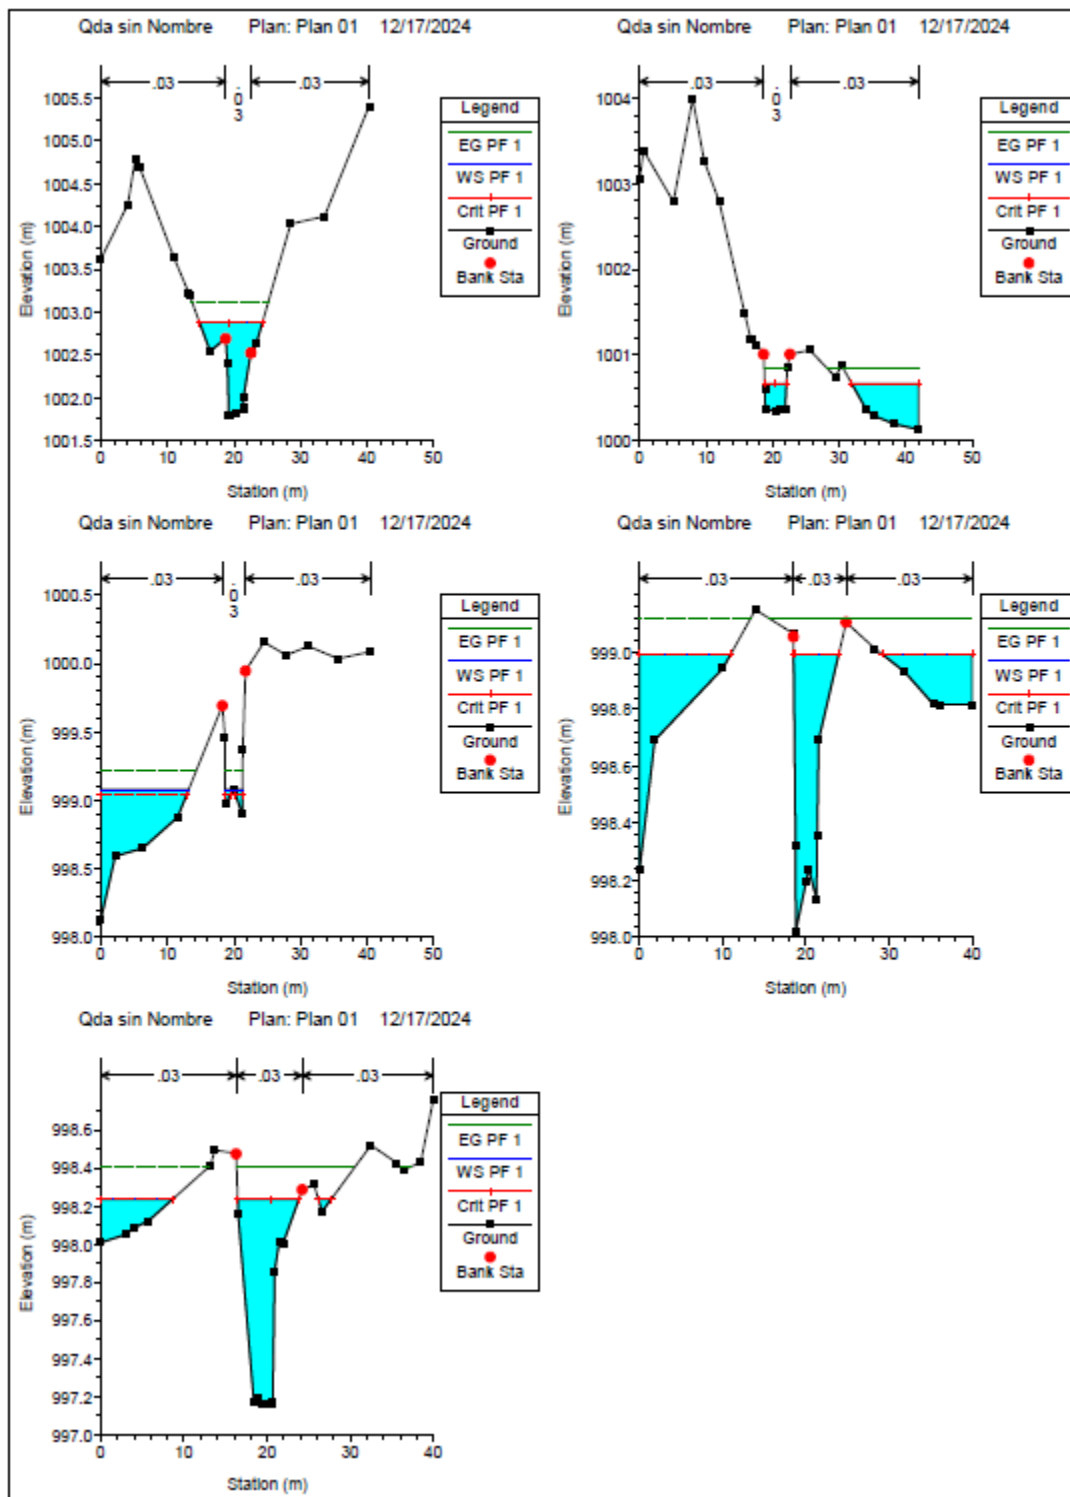 Qda sin Nombre Plan: Plan 01 12/17/2024
.03 .03 .03
Legend
EG PF 1
WS PF 1
Crit PF 1
Ground
Bank Sta
1005.5
1005.0
1004.5
1004.0
1003.5
1003.0
1002.5
1002.0
1001.5
Elevation (m)
0 10 20 30 40 50
Station (m)
Qda sin Nombre Plan: Plan 01 12/17/2024
.03 .03 .03
Legend
EG PF 1
WS PF 1
Crit PF 1
Ground
Bank Sta
1004
1003
1002
1001
1000
Elevation (m)
0 10 20 30 40 50
Station (m)
Qda sin Nombre Plan: Plan 01 12/17/2024
.03 .03 .03
Legend
EG PF 1
WS PF 1
Crit PF 1
Ground
Bank Sta
1000.5
1000.0
999.5
999.0
998.5
998.0
Elevation (m)
0 10 20 30 40 50
Station (m)
Qda sin Nombre Plan: Plan 01 12/17/2024
.03 .03 .03
Legend
EG PF 1
WS PF 1
Crit PF 1
Ground
Bank Sta
999.0
998.8
998.6
998.4
998.2
998.0
Elevation (m)
0 10 20 30 40
Station (m)
Qda sin Nombre Plan: Plan 01 12/17/2024
.03 .03 .03
Legend
EG PF 1
WS PF 1
Crit PF 1
Ground
Bank Sta
998.6
998.4
998.2
998.0
997.8
997.6
997.4
997.2
997.0
Elevation (m)
0 10 20 30 40
Station (m)